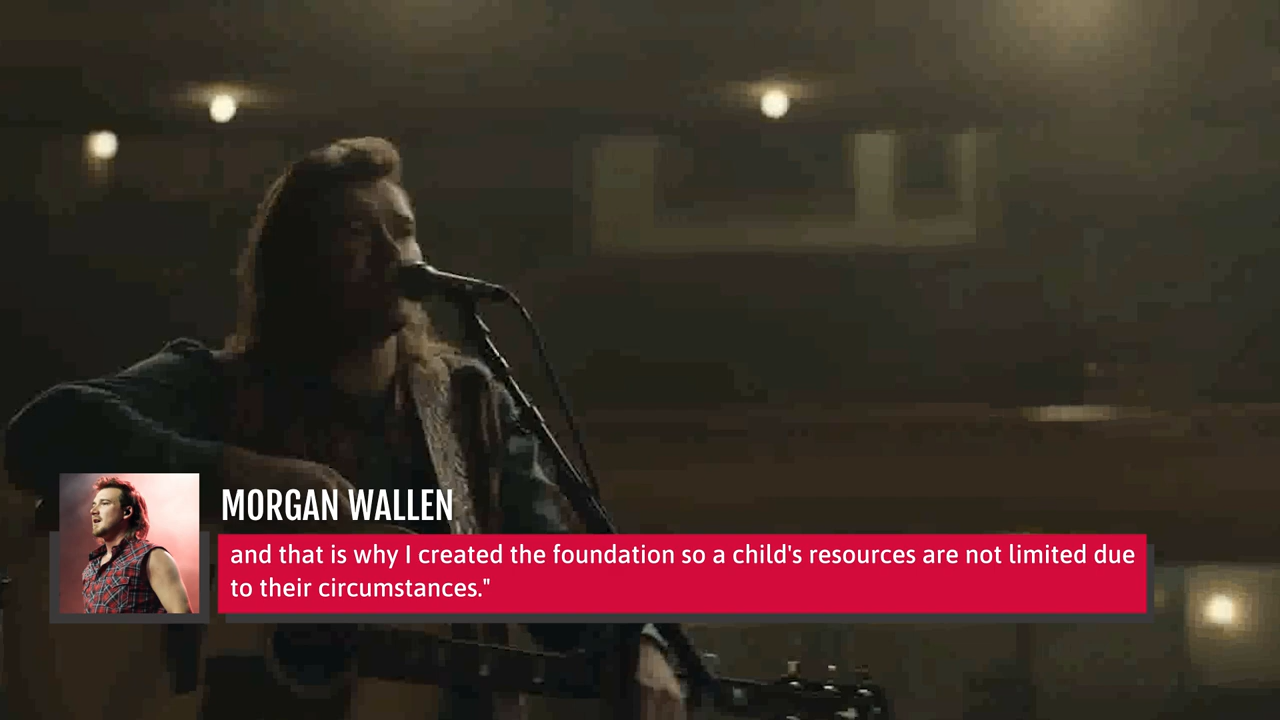 MORGAN WALLEN
and that is why I created the foundation so a child's resources are not limited due
to their circumstances."